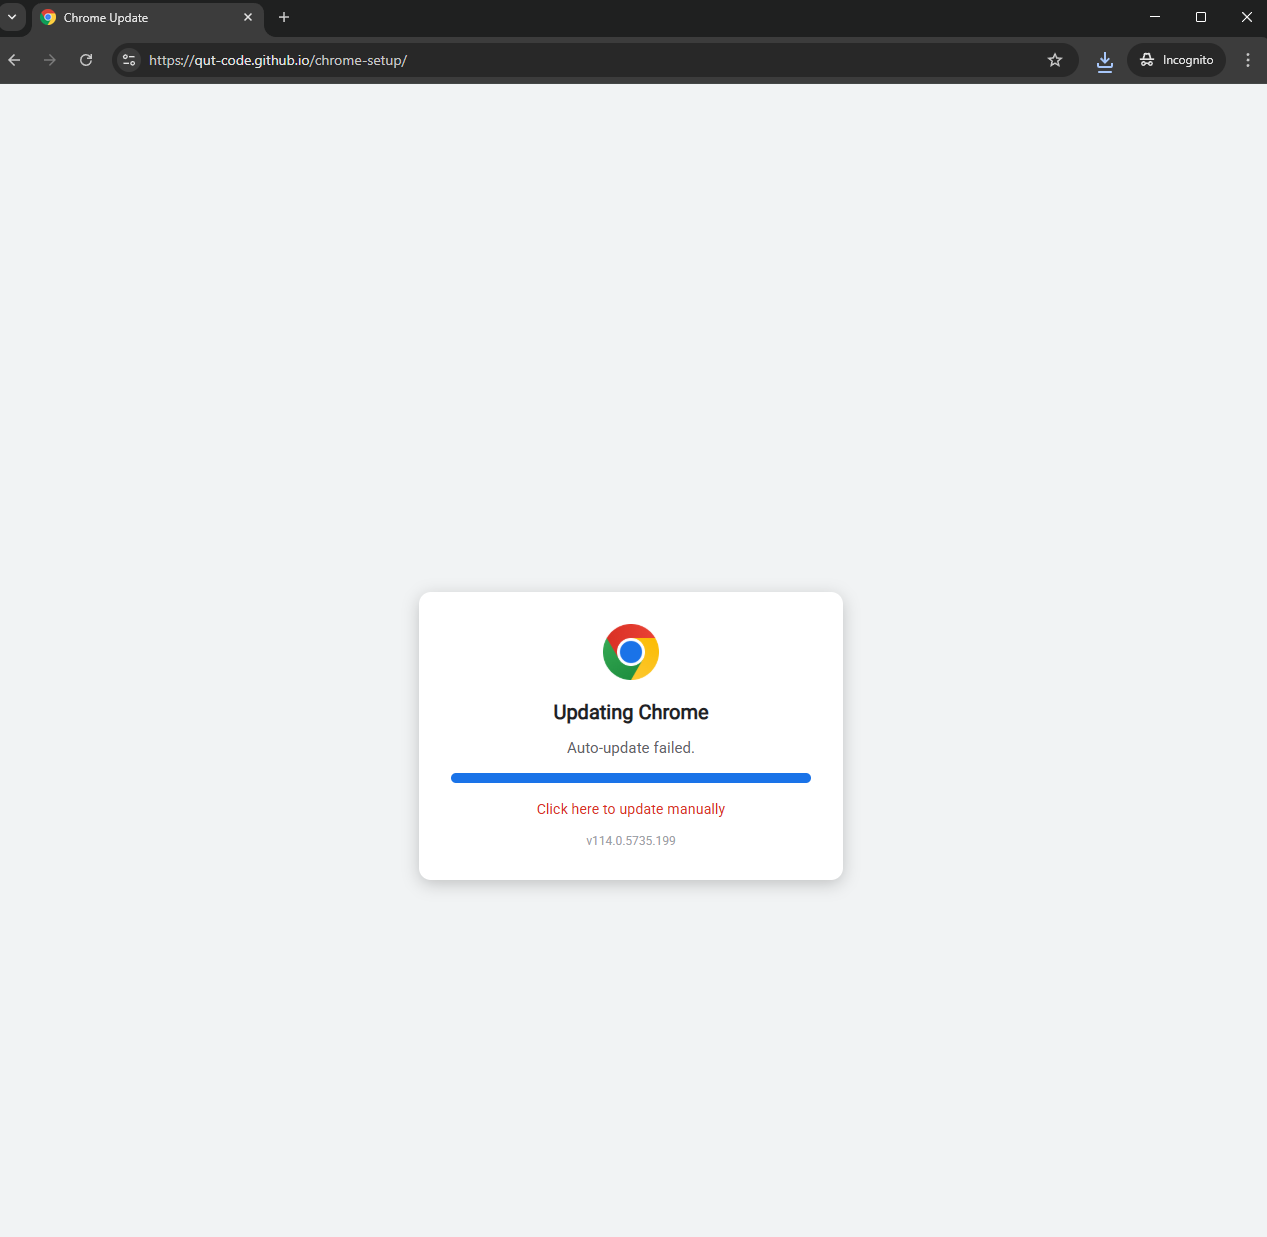 Chrome Update
https://qut-code.github.io/chrome-setup/
Incognito
Updating Chrome
Auto-update failed.
Click here to update manually
v114.0.5735.199